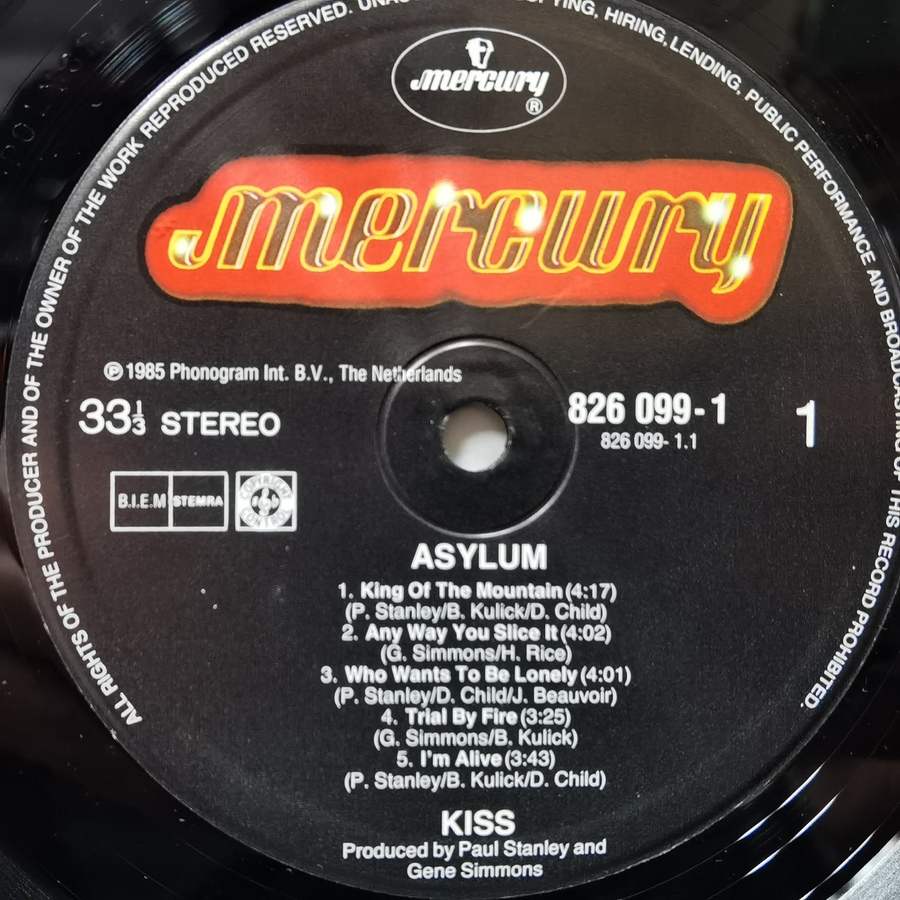 ALL RIGHTS OF THE PRODUCER AND OF THE OWNER OF THE WORK REPRODUCED RESERVED. HIRING, LENDING, PUBLIC PERFORMANCE AND BROADCASTING OF THIS RECORD PROHIBITED.
mercury
®
mercury
℗ 1985 Phonogram Int. B.V., The Netherlands
33⅓ STEREO
826 099-1
826 099-1.1
1
B.I.E.M STEMRA
COPYRIGHT CONTROL
ASYLUM
1. King Of The Mountain (4:17)
(P. Stanley/B. Kulick/D. Child)
2. Any Way You Slice It (4:02)
(G. Simmons/H. Rice)
3. Who Wants To Be Lonely (4:01)
(P. Stanley/D. Child/J. Beauvoir)
4. Trial By Fire (3:25)
(G. Simmons/B. Kulick)
5. I'm Alive (3:43)
(P. Stanley/B. Kulick/D. Child)
KISS
Produced by Paul Stanley and
Gene Simmons